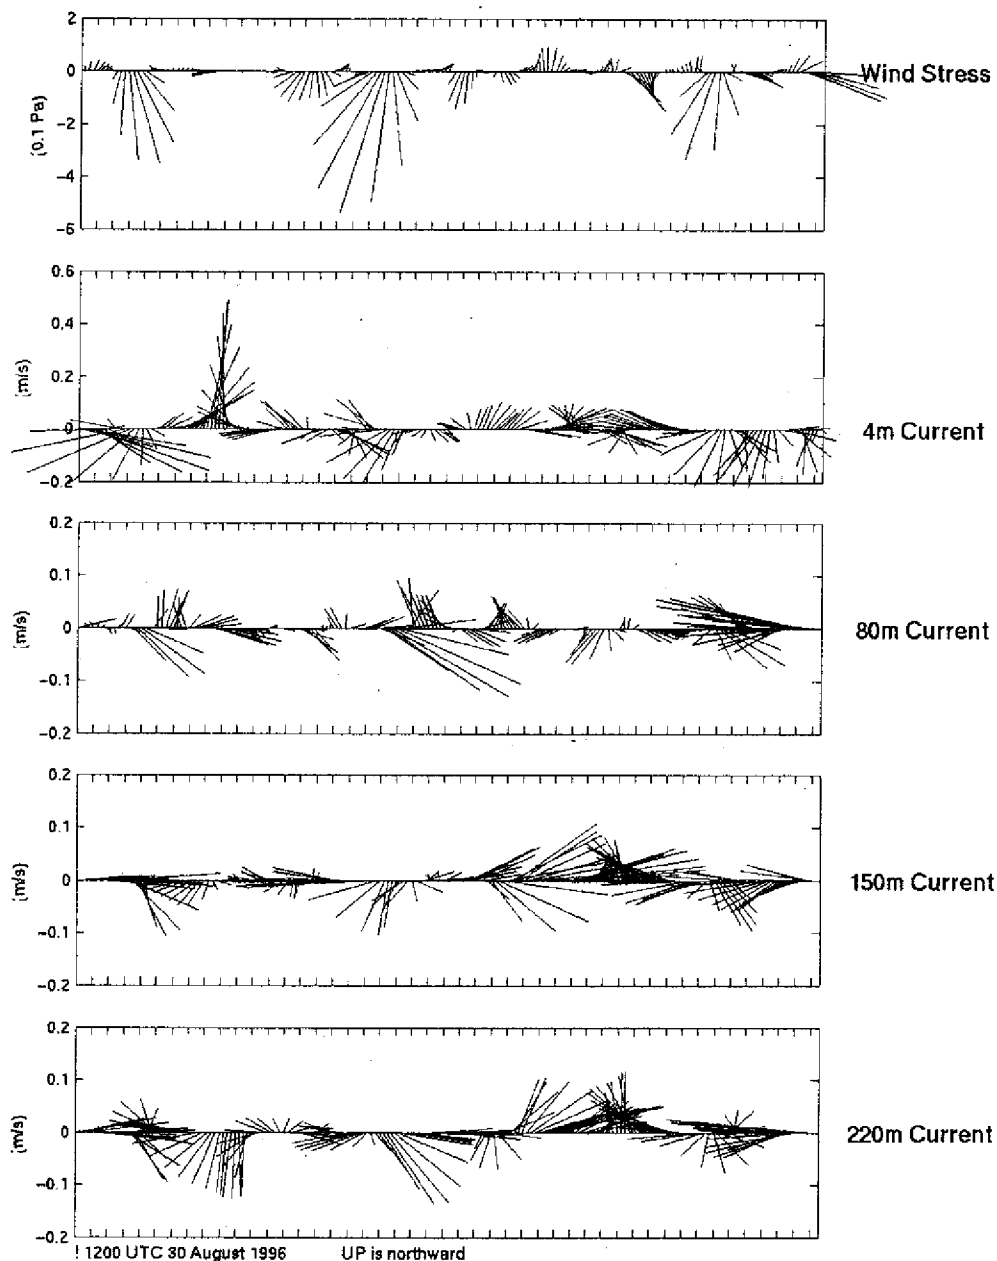 2
0
−2
−4
−6
(0.1 Pa)
Wind Stress
0.6
0.4
0.2
0
−0.2
(m/s)
4m Current
0.2
0.1
0
−0.1
−0.2
(m/s)
80m Current
0.2
0.1
0
−0.1
−0.2
(m/s)
150m Current
0.2
0.1
0
−0.1
−0.2
(m/s)
220m Current
! 1200 UTC 30 August 1996 UP is northward